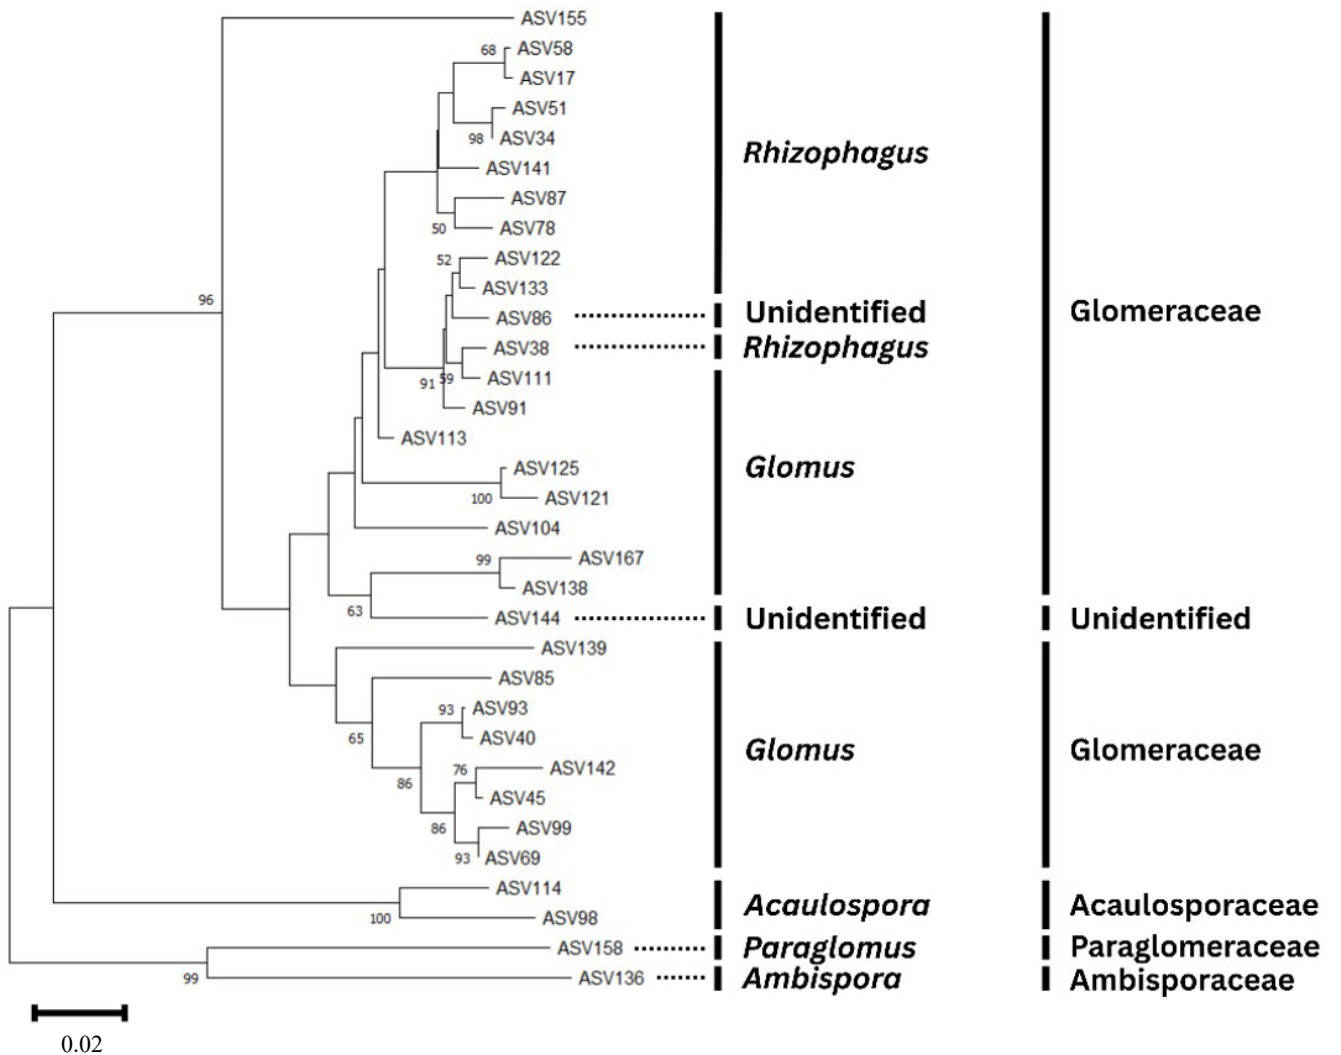 ASV155
68 ASV58
ASV17
ASV51
98 ASV34
Rhizophagus
ASV141
ASV87
50 ASV78
52 ASV122
ASV133
96
ASV86 Unidentified Glomeraceae
ASV38 Rhizophagus
91 59 ASV111
ASV91
ASV113
ASV125 Glomus
100 ASV121
ASV104
99 ASV167
ASV138
63 ASV144 Unidentified Unidentified
ASV139
ASV85
93 ASV93
65 ASV40
Glomus Glomeraceae
76 ASV142
86 ASV45
86 ASV99
93 ASV69
ASV114
Acaulospora Acaulosporaceae
100 ASV98
ASV158 Paraglomus Paraglomeraceae
99 ASV136 Ambispora Ambisporaceae
0.02